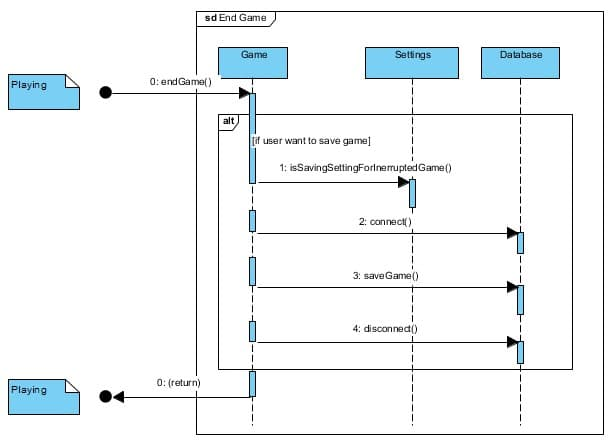 sd End Game
Game
Settings
Database
Playing
0: endGame()
alt
[if user want to save game]
1: isSavingSettingForInerruptedGame()
2: connect()
3: saveGame()
4: disconnect()
Playing
0: (return)